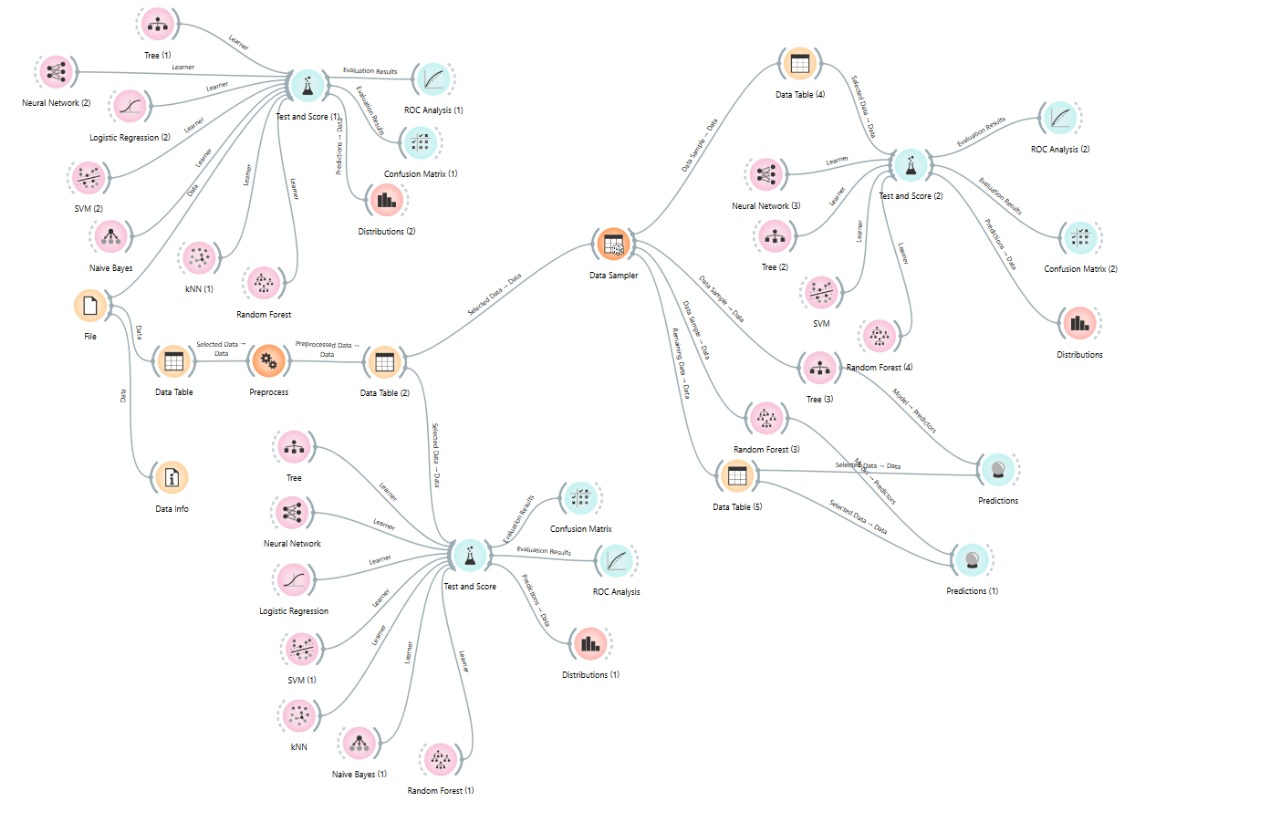 Tree (1)
Learner
Neural Network (2)
Learner
Logistic Regression (2)
Learner
SVM (2)
Learner
Naive Bayes
Learner
Data
kNN (1)
Learner
Random Forest
Learner
Test and Score (1)
Evaluation Results
ROC Analysis (1)
Evaluation Results
Confusion Matrix (1)
Predictions → Data
Distributions (2)
File
Data
Data
Data Table
Selected Data →
Data
Preprocess
Preprocessed Data →
Data
Data Table (2)
Data Info
Selected Data → Data
Selected Data → Data
Tree
Learner
Neural Network
Learner
Logistic Regression
Learner
SVM (1)
Learner
kNN
Learner
Naive Bayes (1)
Learner
Random Forest (1)
Learner
Test and Score
Evaluation Results
Confusion Matrix
Evaluation Results
ROC Analysis
Predictions → Data
Distributions (1)
Data Sampler
Data Sample → Data
Data Table (4)
Selected Data → Data
Neural Network (3)
Learner
Tree (2)
Learner
SVM
Learner
Random Forest (4)
Learner
Test and Score (2)
Evaluation Results
ROC Analysis (2)
Evaluation Results
Confusion Matrix (2)
Predictions → Data
Distributions
Data Sample → Data
Tree (3)
Data Sample → Data
Random Forest (3)
Remaining Data → Data
Data Table (5)
Model → Predictors
Selected Data → Data
Model → Predictors
Selected Data → Data
Predictions
Predictions (1)